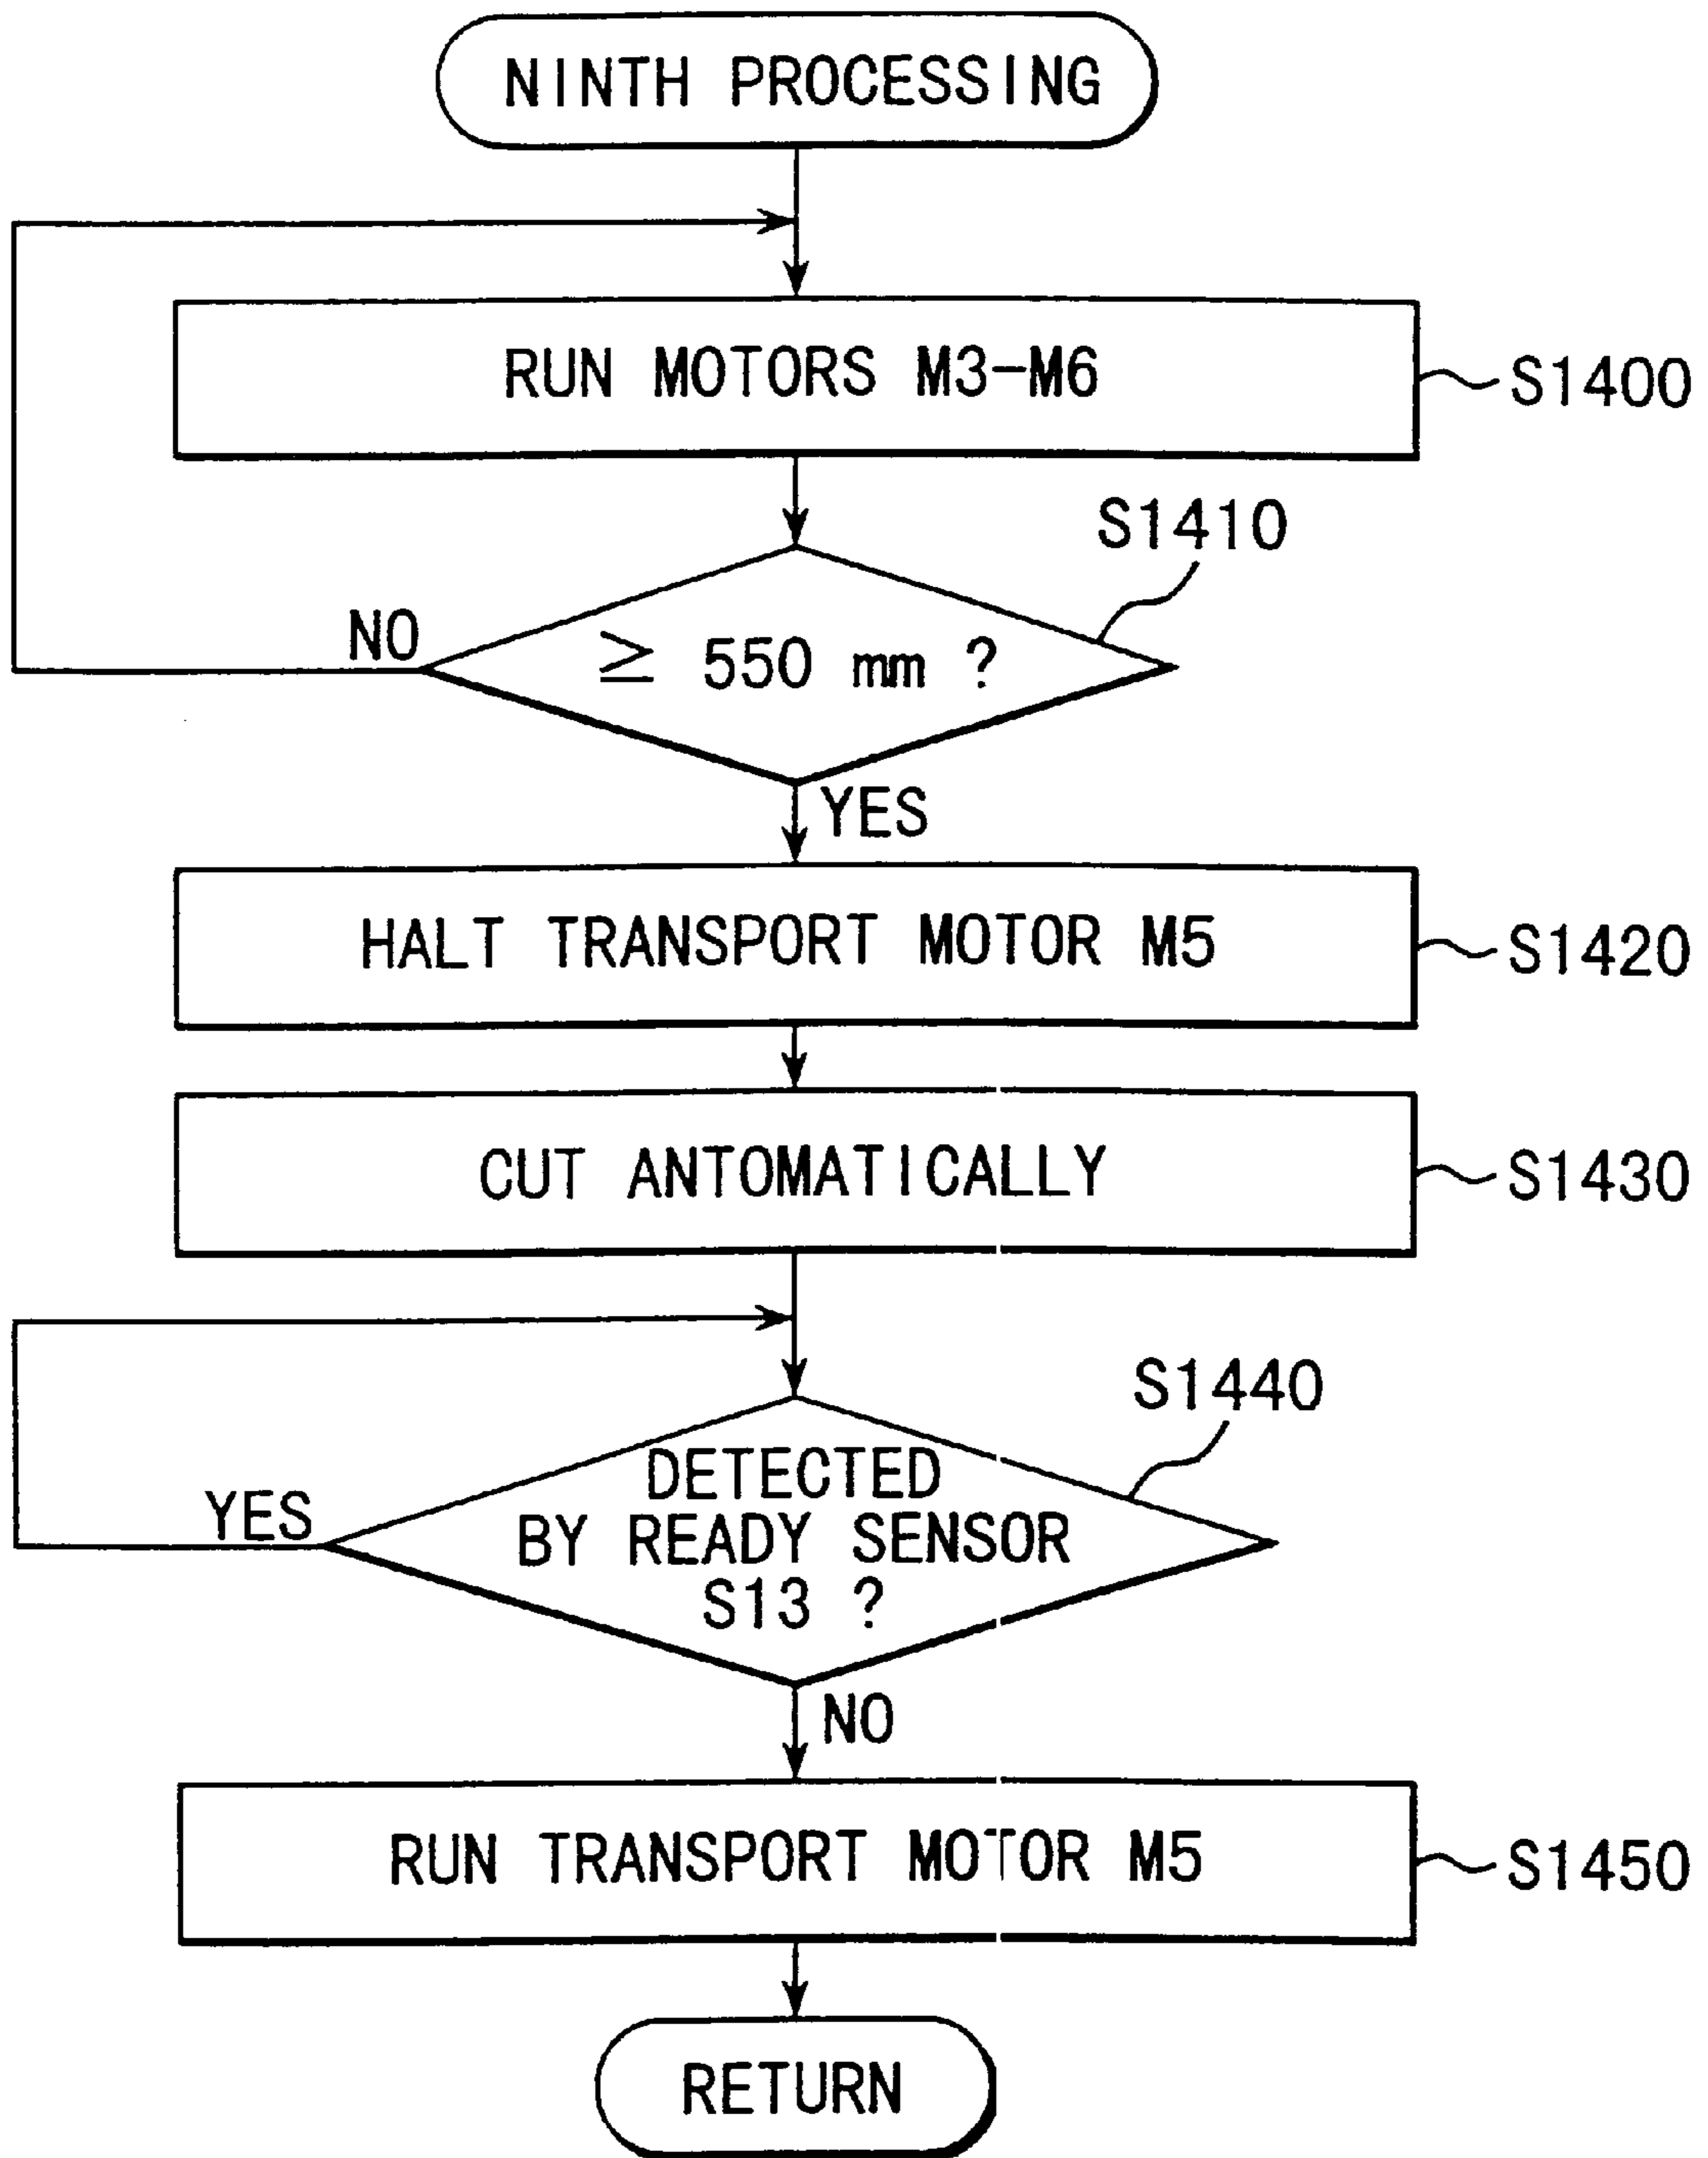 NINTH PROCESSING
RUN MOTORS M3-M6
S1400
S1410
NO
≧ 550 mm ?
YES
HALT TRANSPORT MOTOR M5
S1420
CUT ANTOMATICALLY
S1430
S1440
DETECTED
BY READY SENSOR
S13 ?
YES
NO
RUN TRANSPORT MOTOR M5
S1450
RETURN